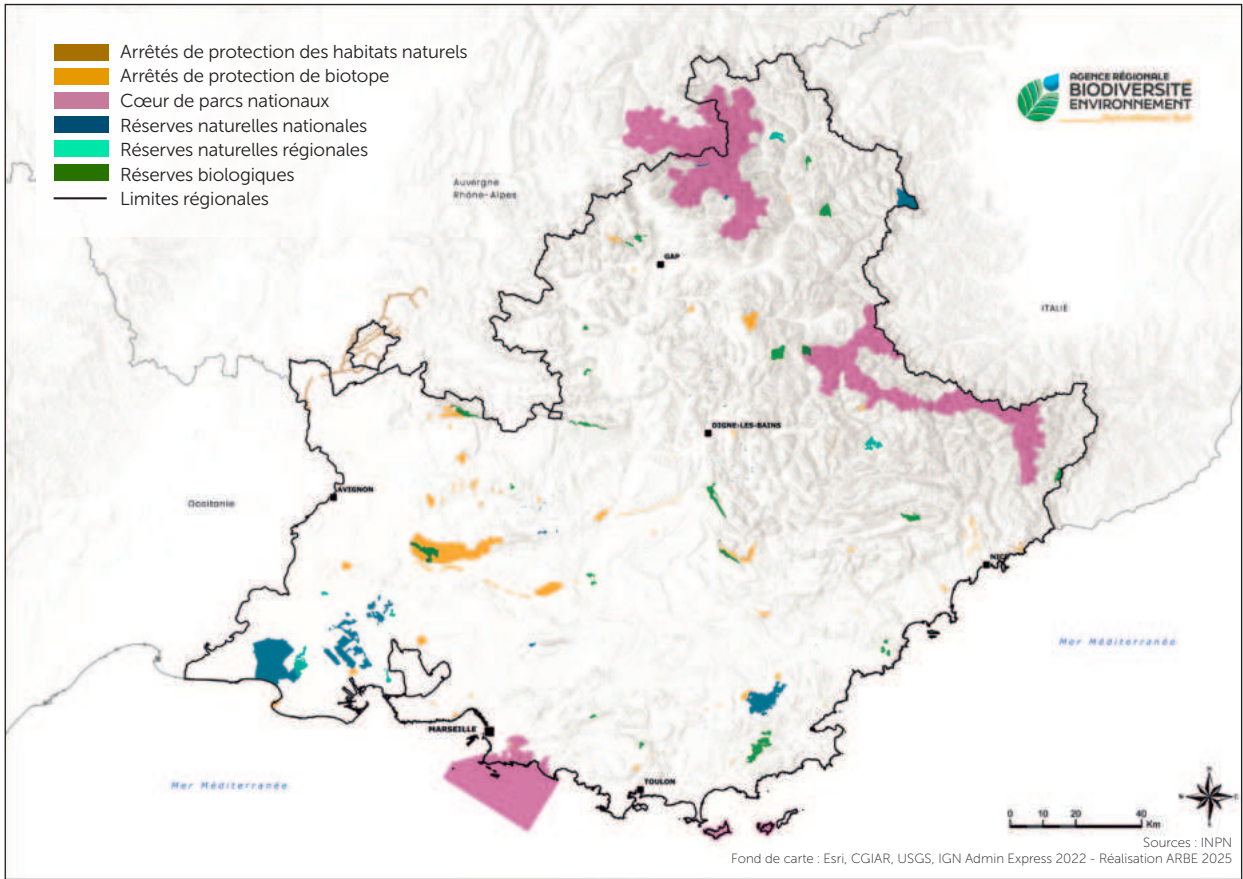 Arrêtés de protection des habitats naturels
Arrêtés de protection de biotope
Cœur de parcs nationaux
Réserves naturelles nationales
Réserves naturelles régionales
Réserves biologiques
Limites régionales
AGENCE RÉGIONALE
BIODIVERSITÉ
ENVIRONNEMENT
Auvergne
Rhône-Alpes
GAP
ITALIE
DIGNE-LES-BAINS
AVIGNON
Occitanie
NICE
Mer Méditerranée
MARSEILLE
TOULON
Mer Méditerranée
0 10 20 40
Km
Sources : INPN
Fond de carte : Esri, CGIAR, USGS, IGN Admin Express 2022 - Réalisation ARBE 2025